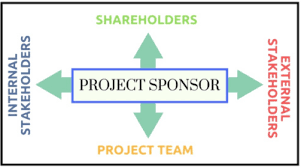 SHAREHOLDERS
INTERNAL
STAKEHOLDERS
PROJECT SPONSOR
EXTERNAL
STAKEHOLDERS
PROJECT TEAM